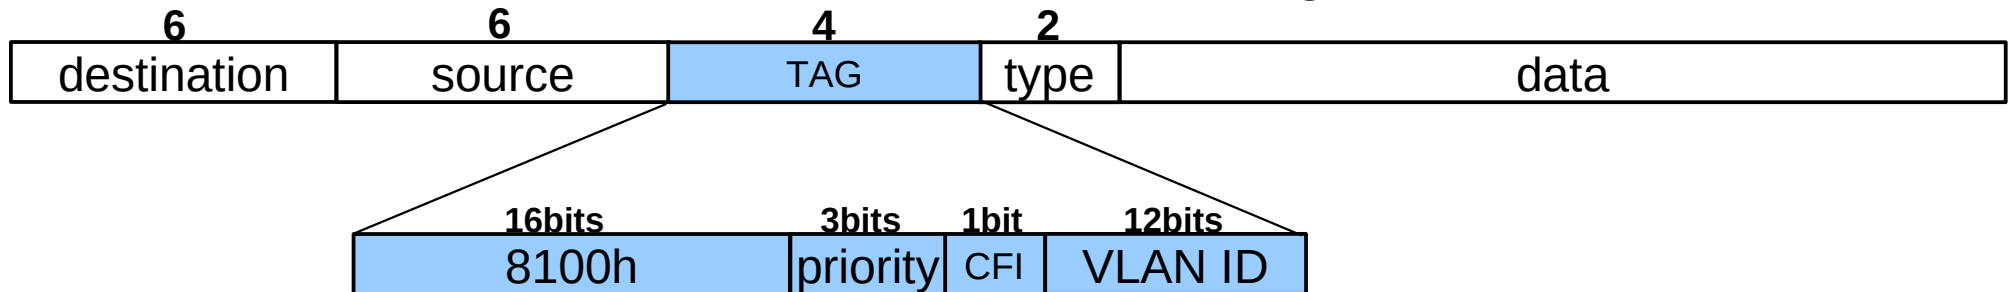 6 6 4 2
destination source TAG type data
16bits 3bits 1bit 12bits
8100h priority CFI VLAN ID